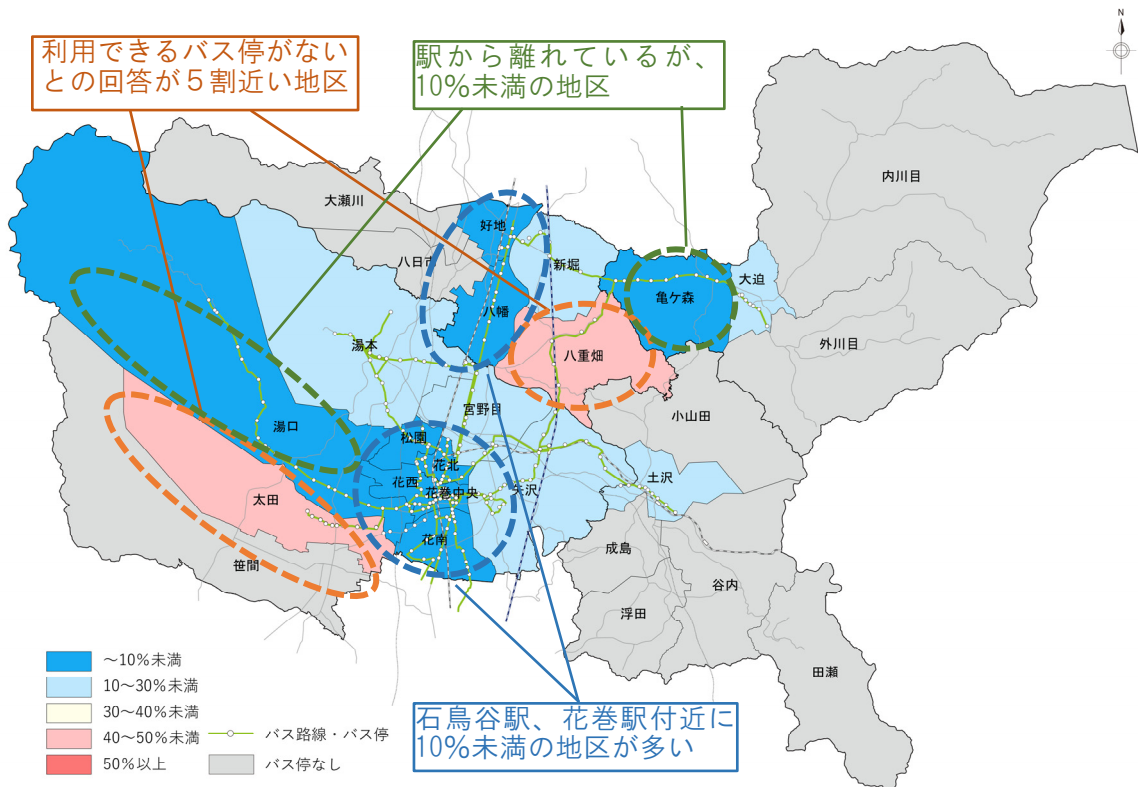 N
利用できるバス停がない
との回答が５割近い地区
駅から離れているが、
10%未満の地区
内川目
大瀬川
好地
八日市
新堀
大迫
亀ケ森
八幡
外川目
湯本
八重畑
宮野目
小山田
湯口
松園
花北
土沢
花西
花巻中央
矢沢
太田
花南
成島
笹間
谷内
浮田
田瀬
～10%未満
10～30%未満
30～40%未満
40～50%未満
50%以上
バス路線・バス停
バス停なし
石鳥谷駅、花巻駅付近に
10%未満の地区が多い